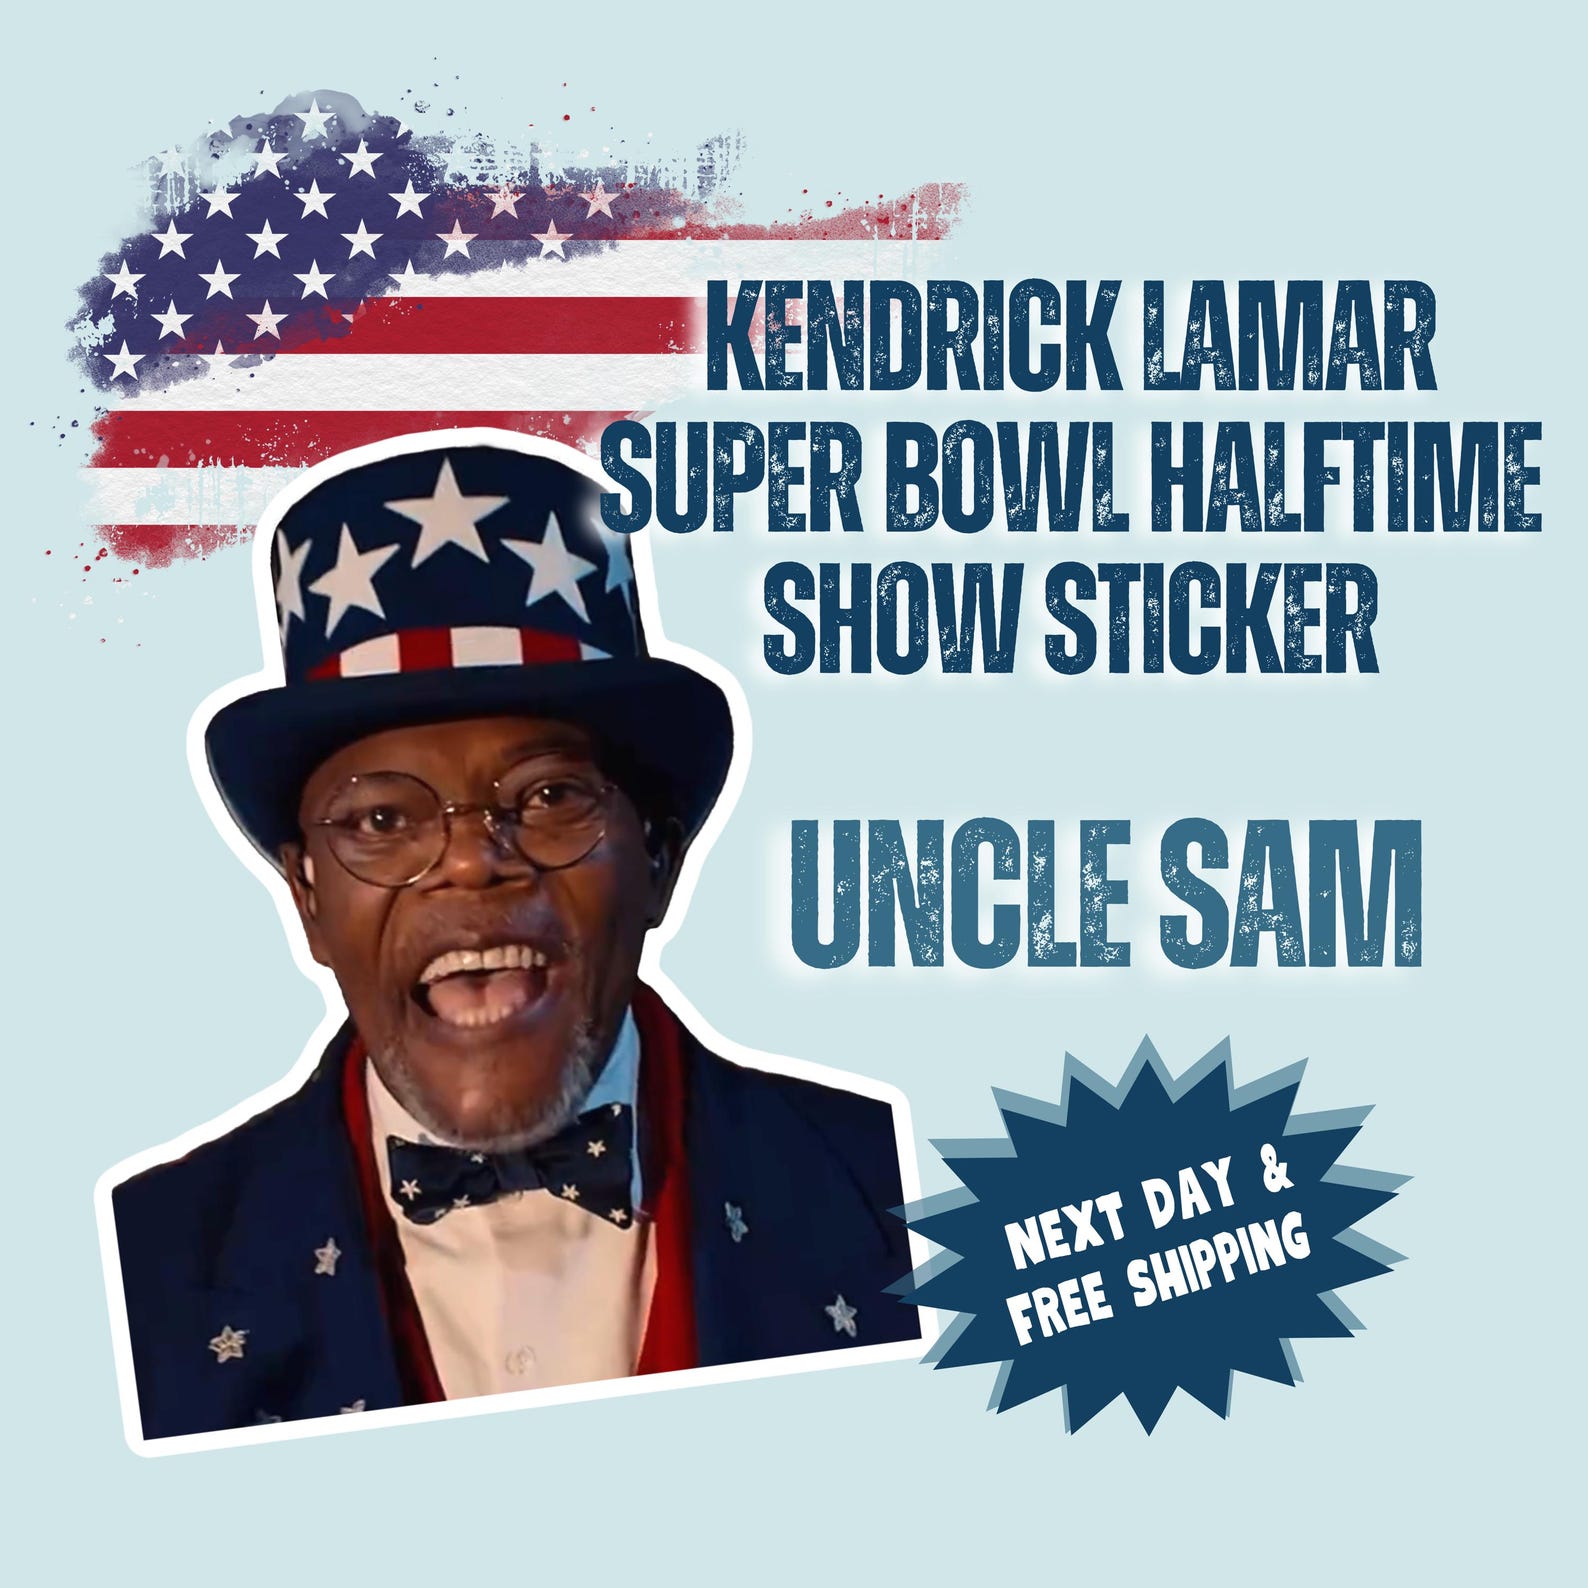 KENDRICK LAMAR
SUPER BOWL HALFTIME
SHOW STICKER
UNCLE SAM
NEXT DAY &
FREE SHIPPING